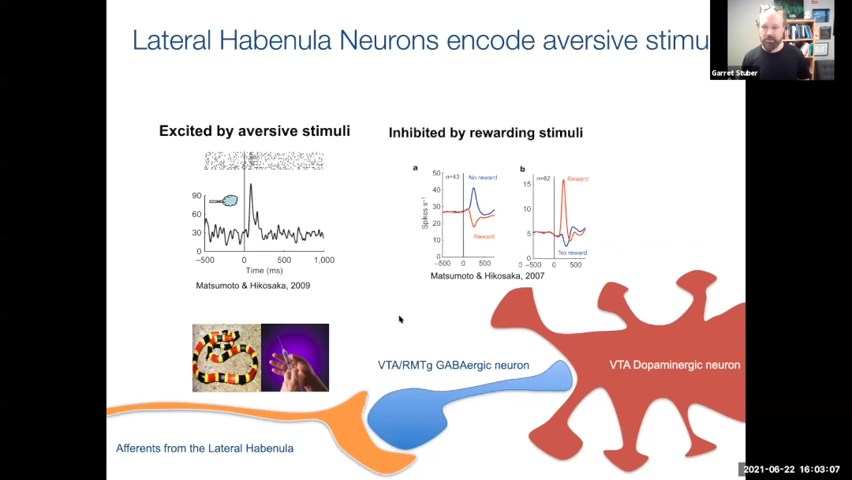 Lateral Habenula Neurons encode aversive stimu
Garret Stuber
Excited by aversive stimuli
90
60
30
0
−500
0
500
1,000
Time (ms)
Matsumoto & Hikosaka, 2009
Inhibited by rewarding stimuli
a
n=43
No reward
50
40
30
20
10
0
Spikes s⁻¹
Reward
−500
0
500
b
n=62
Reward
15
10
5
0
No reward
−500
0
500
Matsumoto & Hikosaka, 2007
VTA/RMTg GABAergic neuron
VTA Dopaminergic neuron
Afferents from the Lateral Habenula
2021-06-22 16:03:07